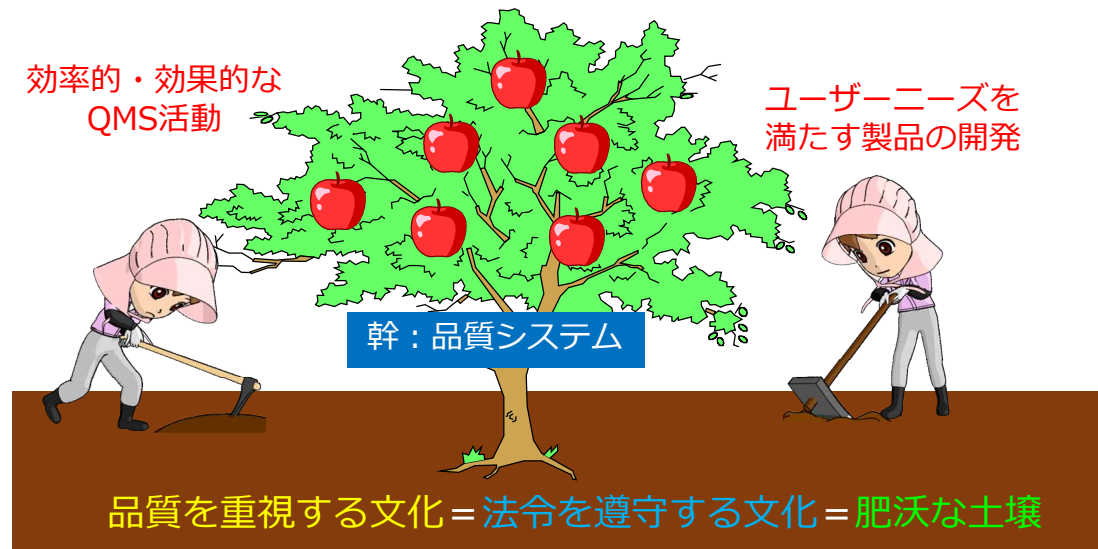 効率的・効果的な
QMS活動
ユーザーニーズを
満たす製品の開発
幹：品質システム
品質を重視する文化＝法令を遵守する文化＝肥沃な土壌